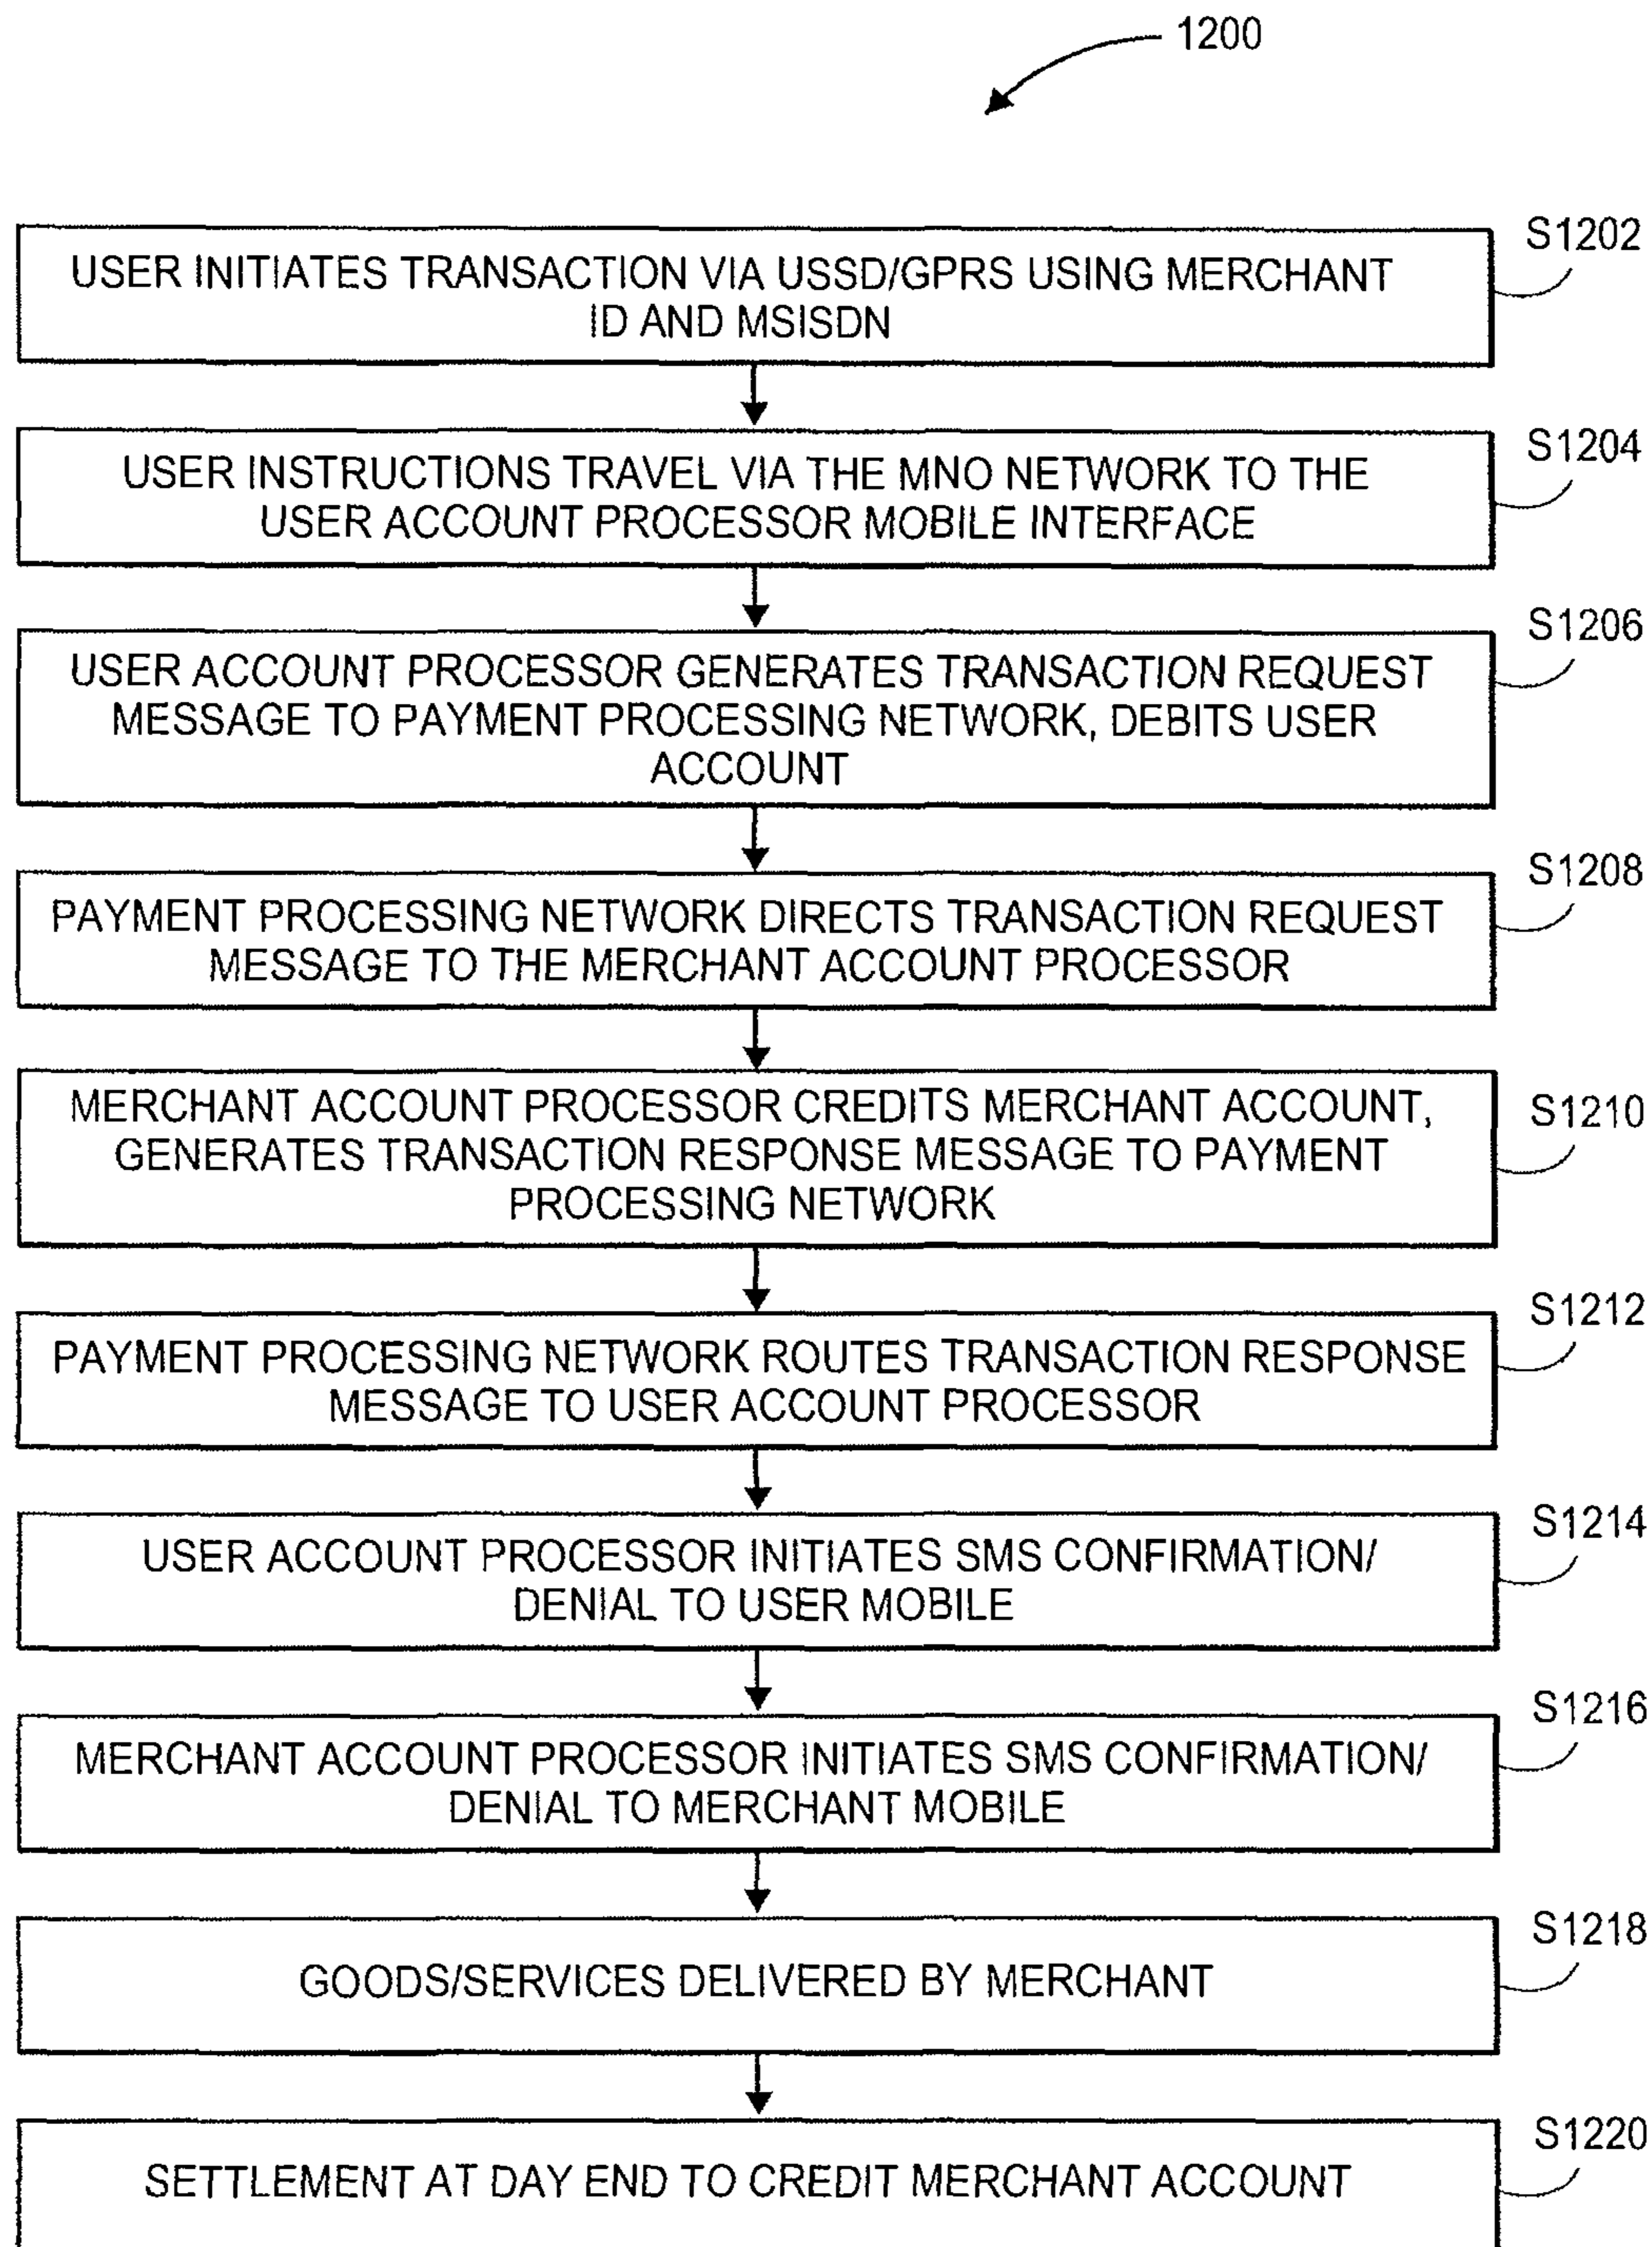 1200
S1202
USER INITIATES TRANSACTION VIA USSD/GPRS USING MERCHANT
ID AND MSISDN
S1204
USER INSTRUCTIONS TRAVEL VIA THE MNO NETWORK TO THE
USER ACCOUNT PROCESSOR MOBILE INTERFACE
S1206
USER ACCOUNT PROCESSOR GENERATES TRANSACTION REQUEST
MESSAGE TO PAYMENT PROCESSING NETWORK, DEBITS USER
ACCOUNT
S1208
PAYMENT PROCESSING NETWORK DIRECTS TRANSACTION REQUEST
MESSAGE TO THE MERCHANT ACCOUNT PROCESSOR
S1210
MERCHANT ACCOUNT PROCESSOR CREDITS MERCHANT ACCOUNT,
GENERATES TRANSACTION RESPONSE MESSAGE TO PAYMENT
PROCESSING NETWORK
S1212
PAYMENT PROCESSING NETWORK ROUTES TRANSACTION RESPONSE
MESSAGE TO USER ACCOUNT PROCESSOR
S1214
USER ACCOUNT PROCESSOR INITIATES SMS CONFIRMATION/
DENIAL TO USER MOBILE
S1216
MERCHANT ACCOUNT PROCESSOR INITIATES SMS CONFIRMATION/
DENIAL TO MERCHANT MOBILE
S1218
GOODS/SERVICES DELIVERED BY MERCHANT
S1220
SETTLEMENT AT DAY END TO CREDIT MERCHANT ACCOUNT